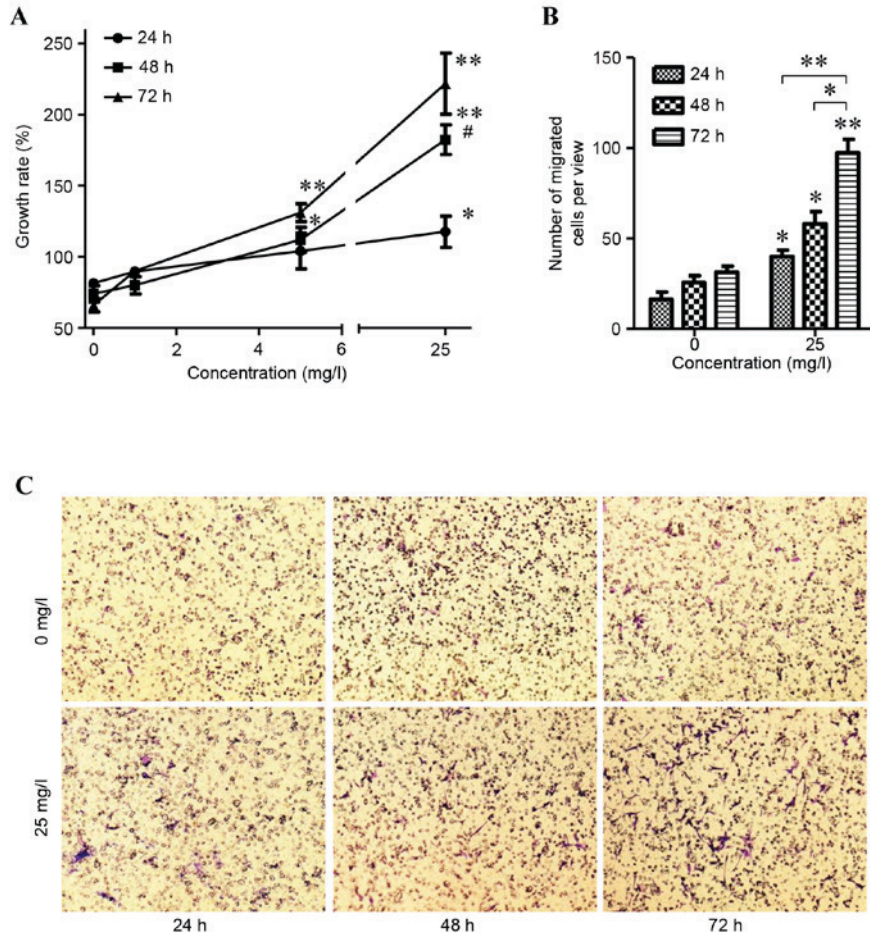 A
24 h
48 h
72 h
Growth rate (%)
250
200
150
100
50
**
**
#
**
*
*
0
2
4
6
25
Concentration (mg/l)
B
Number of migrated
cells per view
150
100
50
0
24 h
48 h
72 h
**
*
**
*
*
0
25
Concentration (mg/l)
C
0 mg/l
25 mg/l
24 h
48 h
72 h